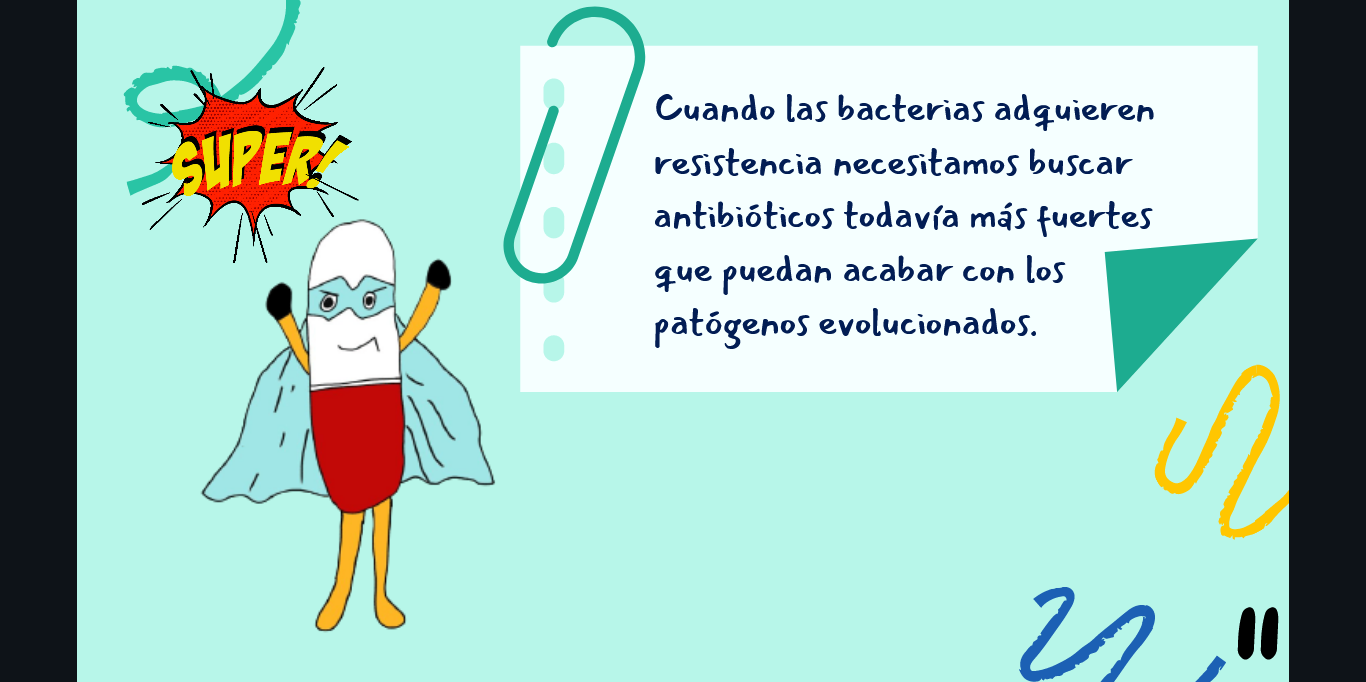 SUPER!
Cuando las bacterias adquieren
resistencia necesitamos buscar
antibióticos todavía más fuertes
que puedan acabar con los
patógenos evolucionados.